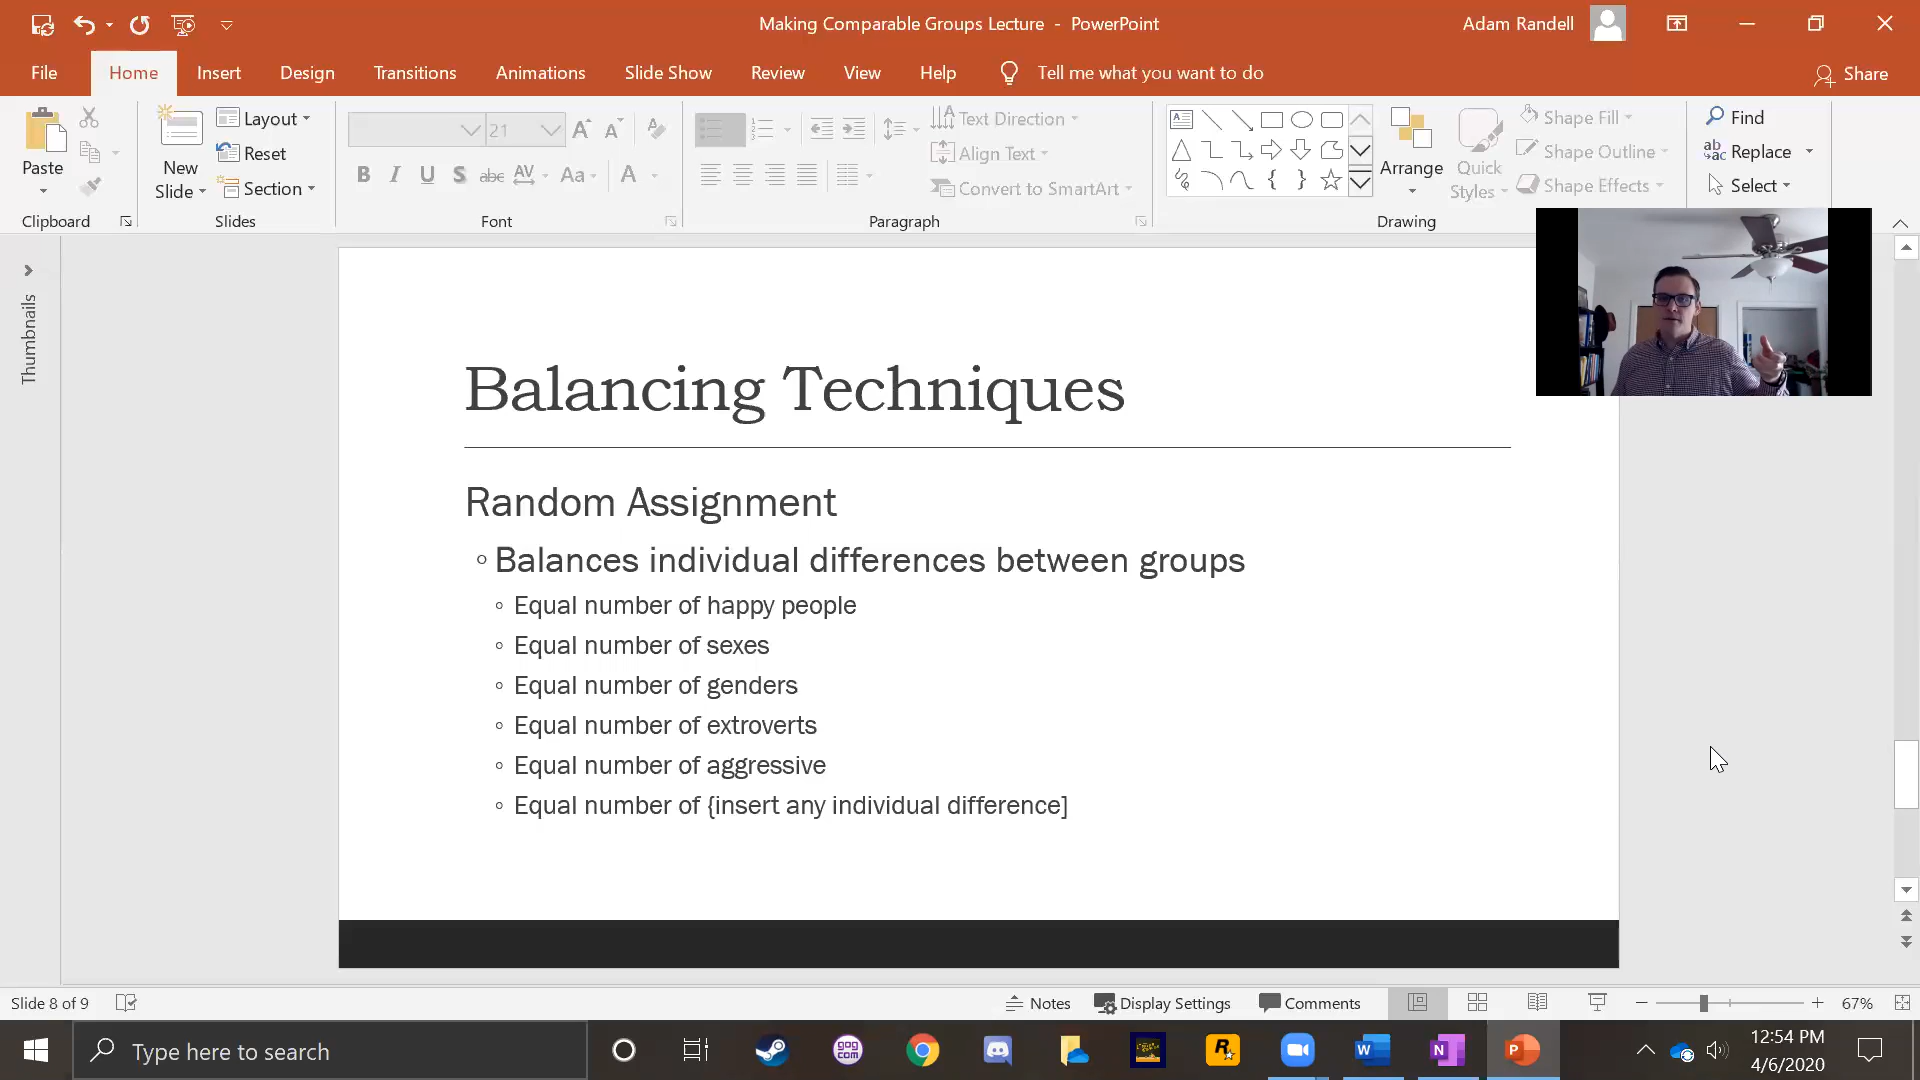 Making Comparable Groups Lecture - PowerPoint
Adam Randell
File Home Insert Design Transitions Animations Slide Show Review View Help Tell me what you want to do Share
Paste
Clipboard
New Slide
Layout
Reset
Section
Slides
21
B I U S abc AV Aa A
Font
Text Direction
Align Text
Convert to SmartArt
Paragraph
Arrange
Quick Styles
Shape Fill
Shape Outline
Shape Effects
Drawing
Find
Replace
Select
Thumbnails
Balancing Techniques
Random Assignment
◦ Balances individual differences between groups
◦ Equal number of happy people
◦ Equal number of sexes
◦ Equal number of genders
◦ Equal number of extroverts
◦ Equal number of aggressive
◦ Equal number of {insert any individual difference]
Slide 8 of 9
Notes Display Settings Comments 67%
Type here to search
12:54 PM
4/6/2020